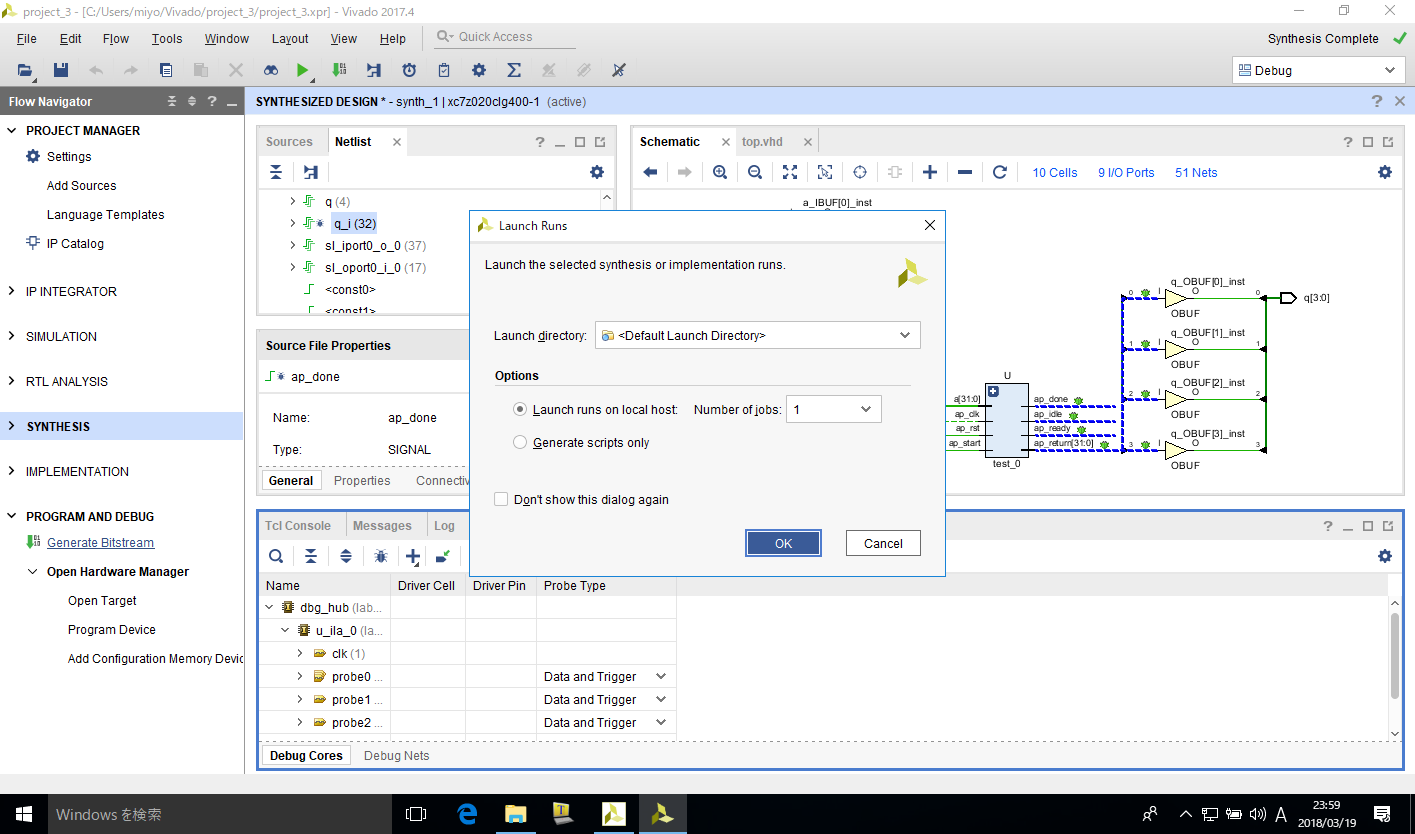 project_3 - [C:/Users/miyo/Vivado/project_3/project_3.xpr] - Vivado 2017.4
File Edit Flow Tools Window Layout View Help Quick Access
Synthesis Complete
Debug
Flow Navigator
SYNTHESIZED DESIGN * - synth_1 | xc7z020clg400-1 (active)
PROJECT MANAGER
Settings
Add Sources
Language Templates
IP Catalog
IP INTEGRATOR
SIMULATION
RTL ANALYSIS
SYNTHESIS
IMPLEMENTATION
PROGRAM AND DEBUG
Generate Bitstream
Open Hardware Manager
Open Target
Program Device
Add Configuration Memory Devic
Sources Netlist
q (4)
q_i (32)
sl_iport0_o_0 (37)
sl_oport0_i_0 (17)
<const0>
<const1>
Source File Properties
ap_done
Name: ap_done
Type: SIGNAL
General Properties Connectiv
Schematic top.vhd
10 Cells 9 I/O Ports 51 Nets
a_IBUF[0]_inst
q_OBUF[0]_inst
0 I O 0
q[3:0]
OBUF
q_OBUF[1]_inst
1 I O 1
OBUF
q_OBUF[2]_inst
2 I O 2
OBUF
q_OBUF[3]_inst
3 I O 3
OBUF
U
a[31:0] ap_done
ap_clk ap_idle
ap_rst ap_ready
ap_start ap_return[31:0]
test_0
Launch Runs
Launch the selected synthesis or implementation runs.
Launch directory: <Default Launch Directory>
Options
Launch runs on local host: Number of jobs: 1
Generate scripts only
Don't show this dialog again
OK Cancel
Tcl Console Messages Log
Name Driver Cell Driver Pin Probe Type
dbg_hub (lab...
u_ila_0 (la...
clk (1)
probe0 ... Data and Trigger
probe1 ... Data and Trigger
probe2 ... Data and Trigger
Debug Cores Debug Nets
Windows を検索
A
23:59
2018/03/19